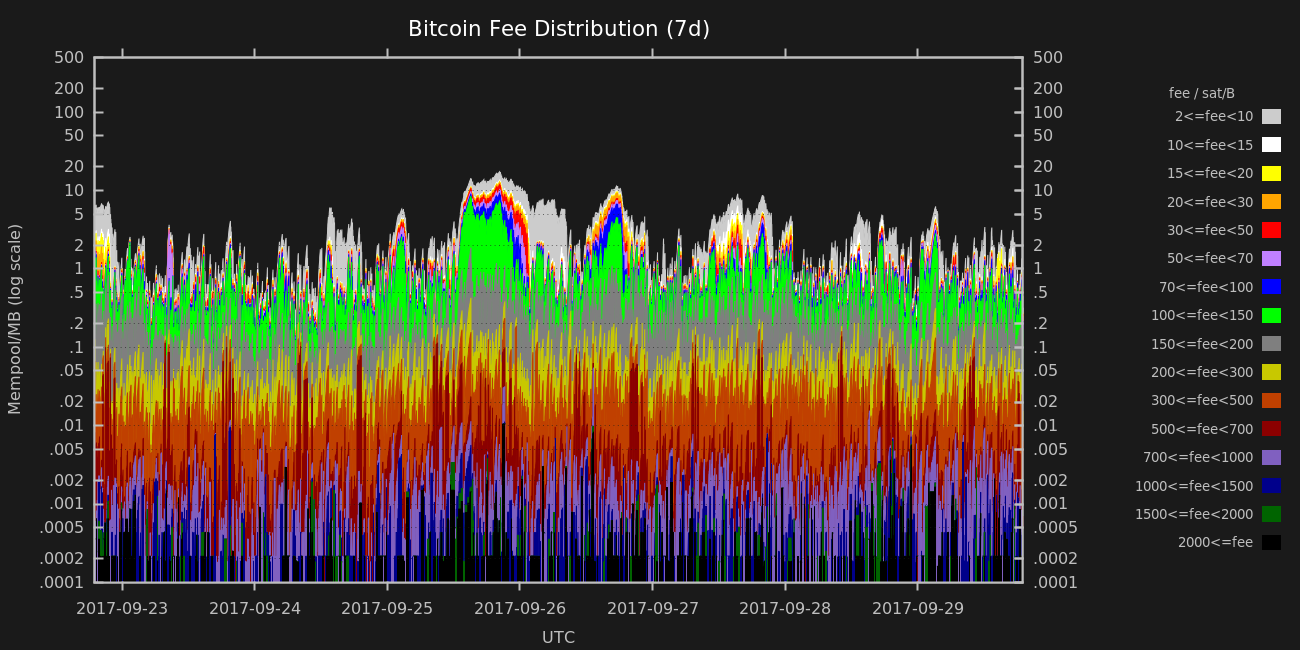 Bitcoin Fee Distribution (7d)
Mempool/MB (log scale)
500
200
100
50
20
10
5
2
1
.5
.2
.1
.05
.02
.01
.005
.002
.001
.0005
.0002
.0001
500
200
100
50
20
10
5
2
1
.5
.2
.1
.05
.02
.01
.005
.002
.001
.0005
.0002
.0001
2017-09-23 2017-09-24 2017-09-25 2017-09-26 2017-09-27 2017-09-28 2017-09-29
UTC
fee / sat/B
2<=fee<10
10<=fee<15
15<=fee<20
20<=fee<30
30<=fee<50
50<=fee<70
70<=fee<100
100<=fee<150
150<=fee<200
200<=fee<300
300<=fee<500
500<=fee<700
700<=fee<1000
1000<=fee<1500
1500<=fee<2000
2000<=fee